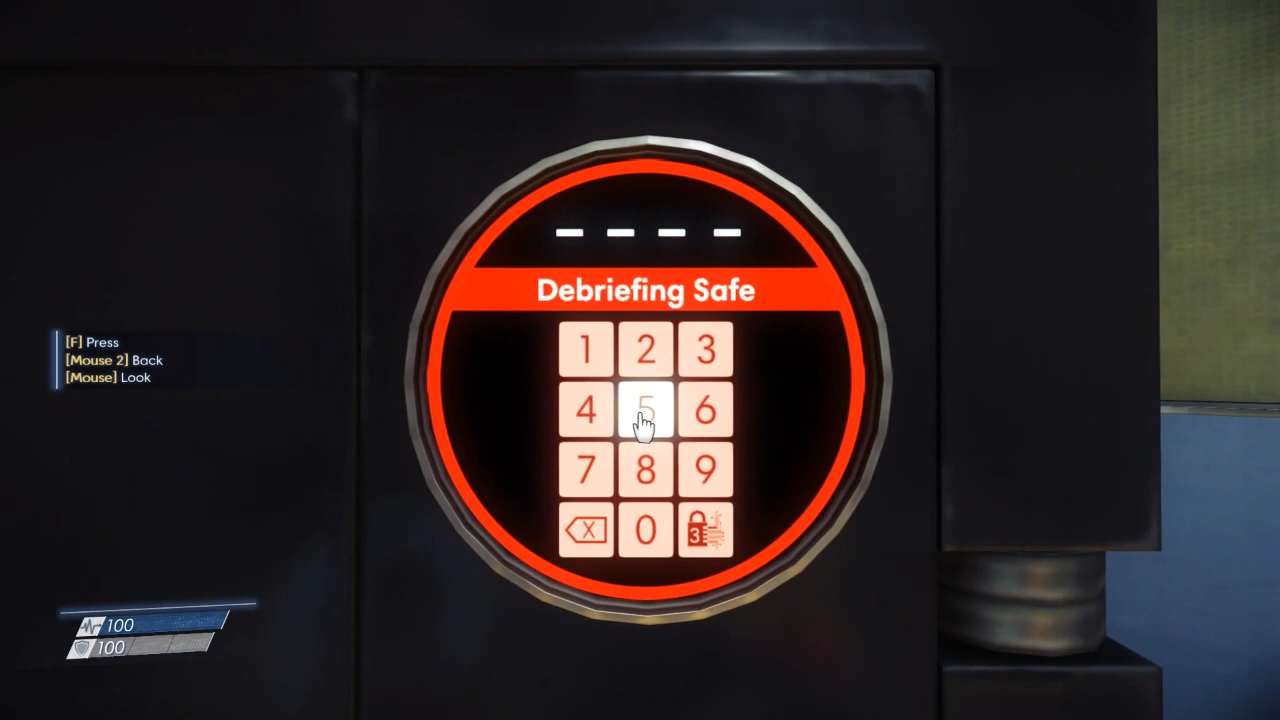 Debriefing Safe
1 2 3
[F] Press
[Mouse 2] Back
[Mouse] Look
4 5 6
7 8 9
X 0 3
100
100